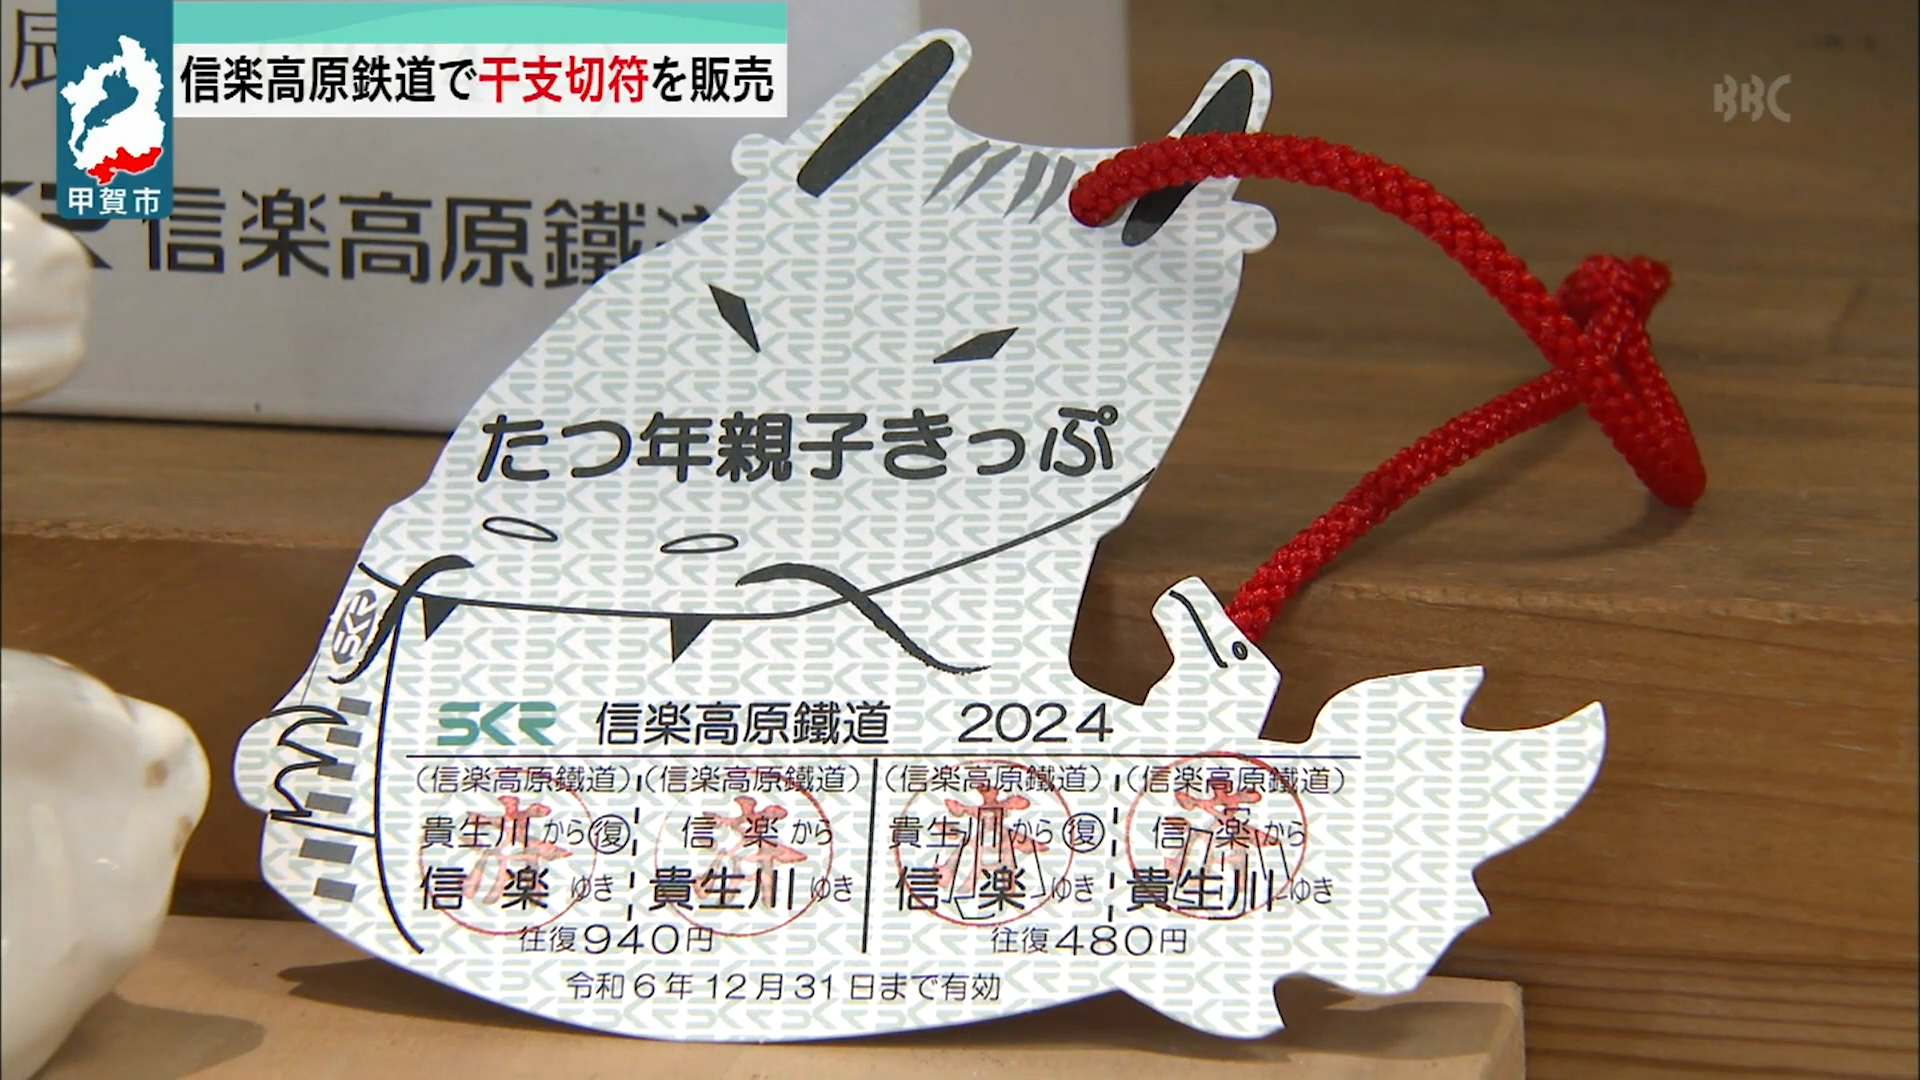 信楽高原鉄道で干支切符を販売
BBC
甲賀市
辰
信楽高原鐵
たつ年親子きっぷ
SKR
SKR 信楽高原鐵道 2024
(信楽高原鐵道) (信楽高原鐵道) (信楽高原鐵道) (信楽高原鐵道)
貴生川から復 信楽から 貴生川から復 信楽から
信楽ゆき 貴生川ゆき 信楽ゆき 貴生川ゆき
往復940円 往復480円
令和6年12月31日まで有効